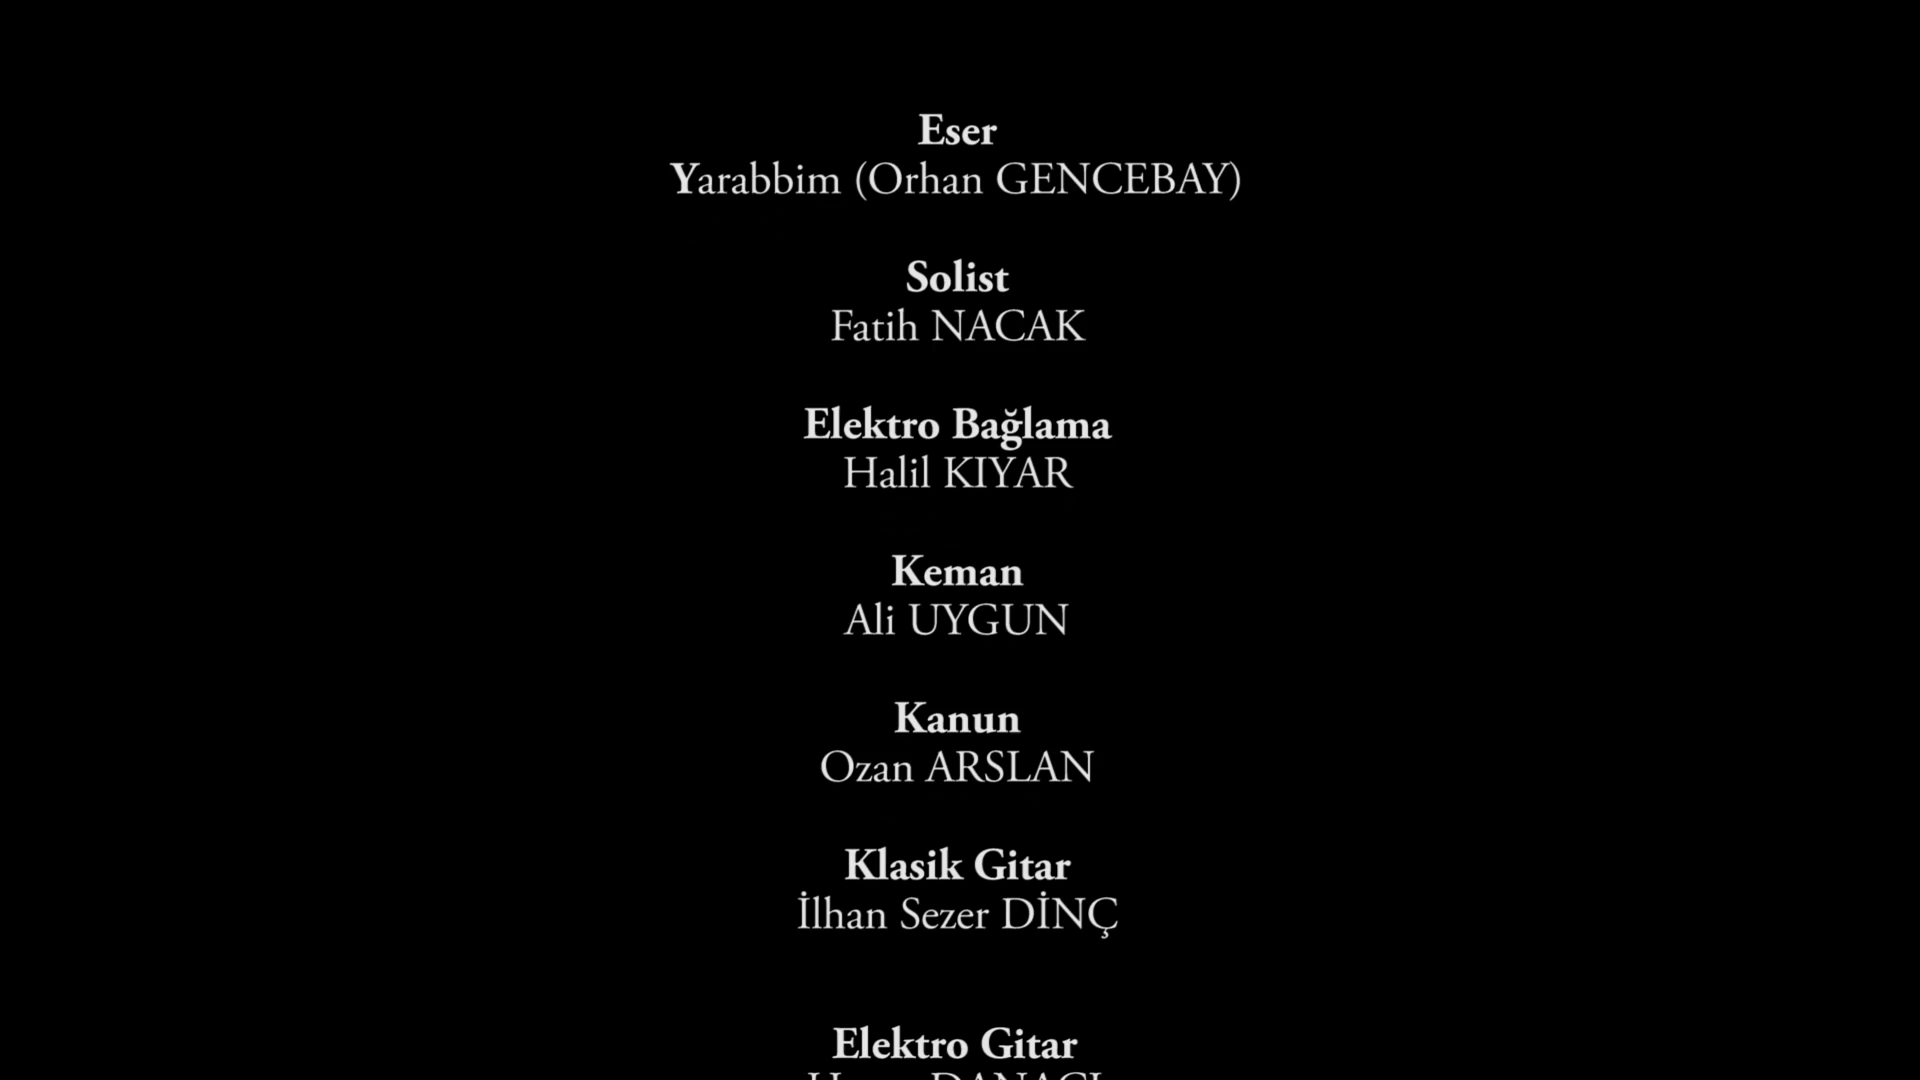 Eser
Yarabbim (Orhan GENCEBAY)
Solist
Fatih NACAK
Elektro Bağlama
Halil KIYAR
Keman
Ali UYGUN
Kanun
Ozan ARSLAN
Klasik Gitar
İlhan Sezer DİNÇ
Elektro Gitar